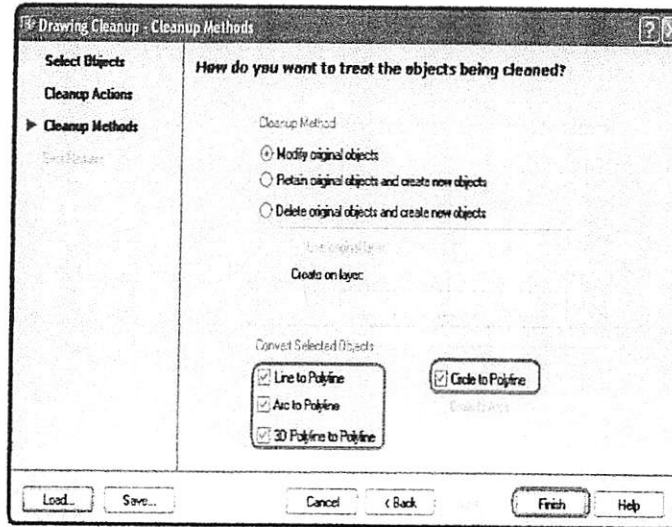 Drawing Cleanup - Cleanup Methods
Select Objects
Cleanup Actions
Cleanup Methods
How do you want to treat the objects being cleaned?
Cleanup Method
Modify original objects
Retain original objects and create new objects
Delete original objects and create new objects
Create on layer:
Convert Selected Objects
Line to Polyline
Circle to Polyline
Arc to Polyline
3D Polyline to Polyline
Load...
Save...
Cancel
< Back
Finish
Help